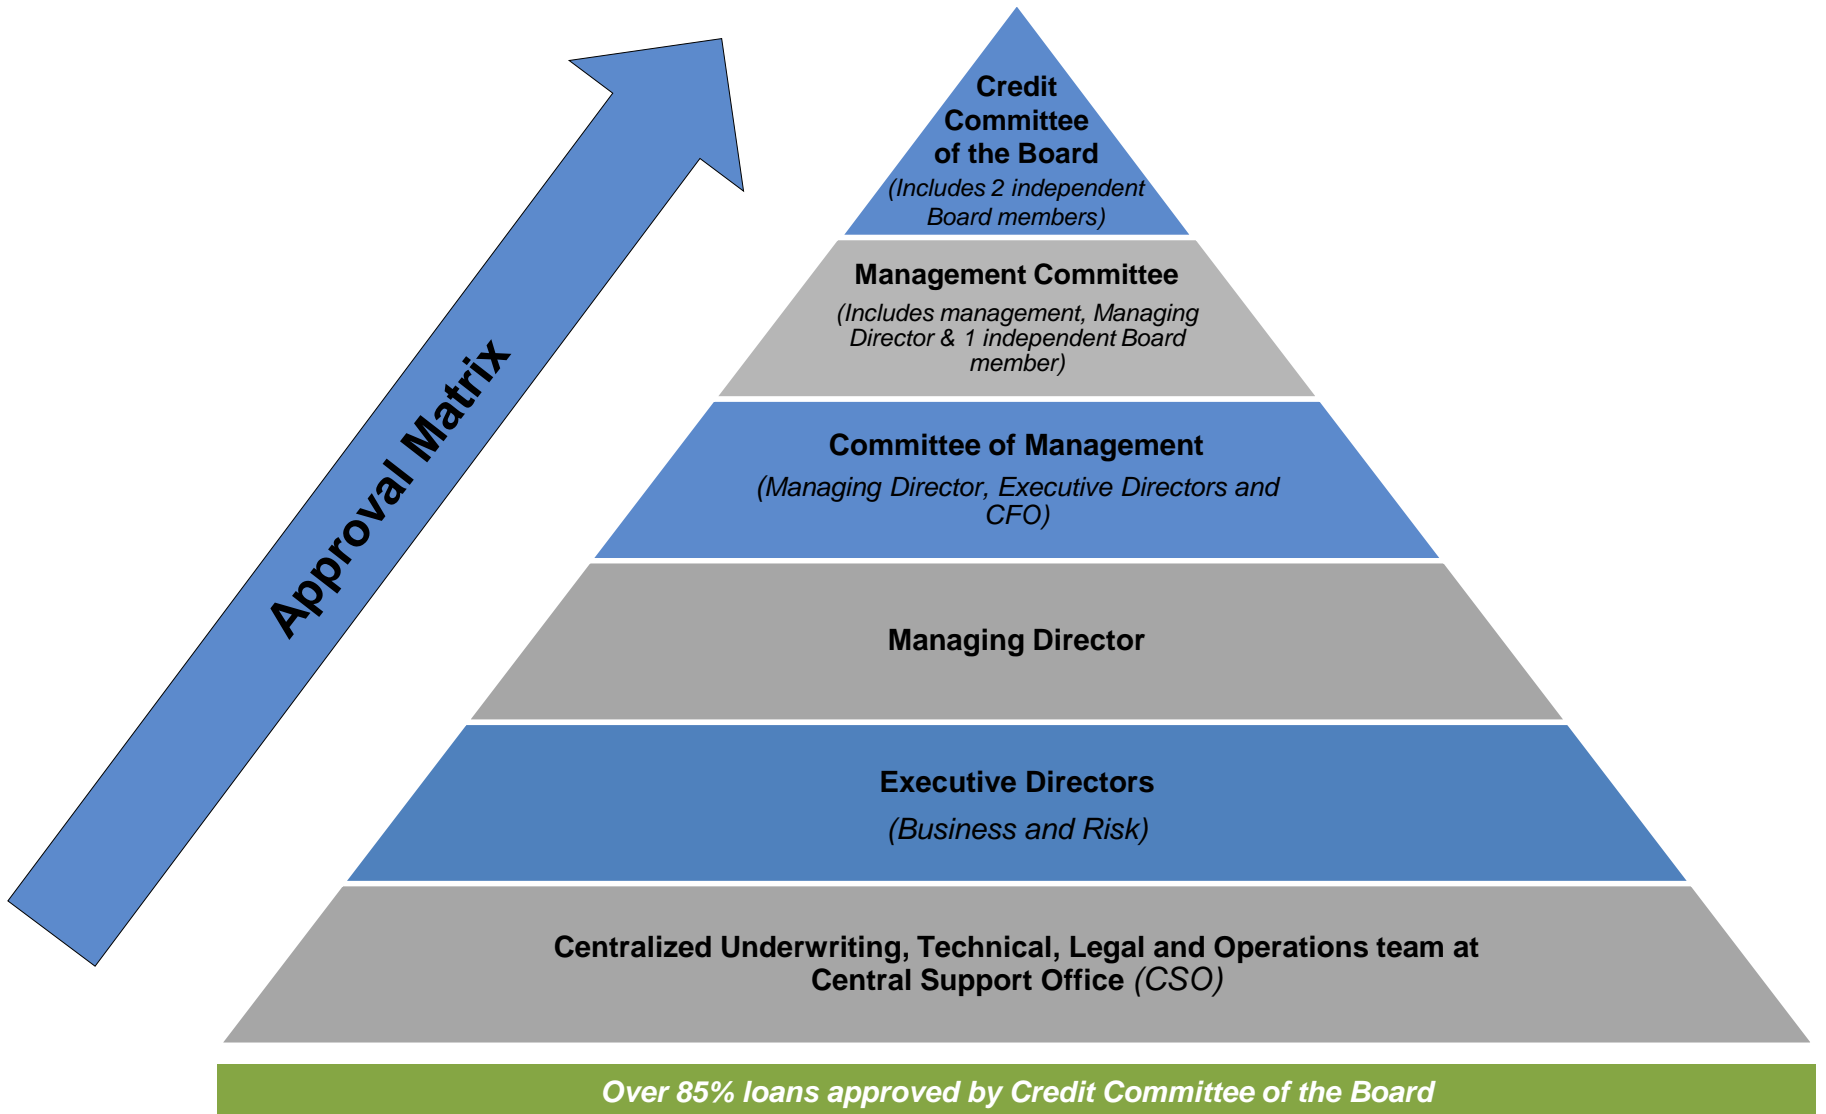 Approval Matrix
Credit
Committee
of the Board
(Includes 2 independent
Board members)
Management Committee
(Includes management, Managing
Director & 1 independent Board
member)
Committee of Management
(Managing Director, Executive Directors and
CFO)
Managing Director
Executive Directors
(Business and Risk)
Centralized Underwriting, Technical, Legal and Operations team at
Central Support Office (CSO)
Over 85% loans approved by Credit Committee of the Board